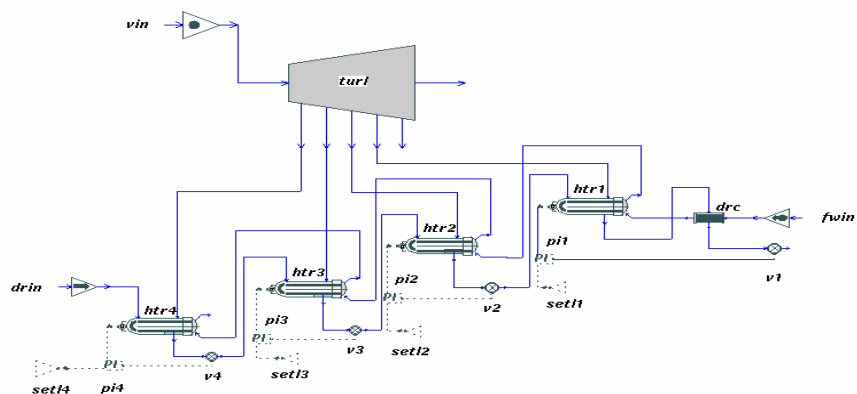 vin
turl
htr1
drc
fwin
htr2
pi1
PI
v1
htr3
pi2
PI
v2
setl1
drin
htr4
pi3
PI
v3
setl2
PI
setl4
pi4
v4
setl3